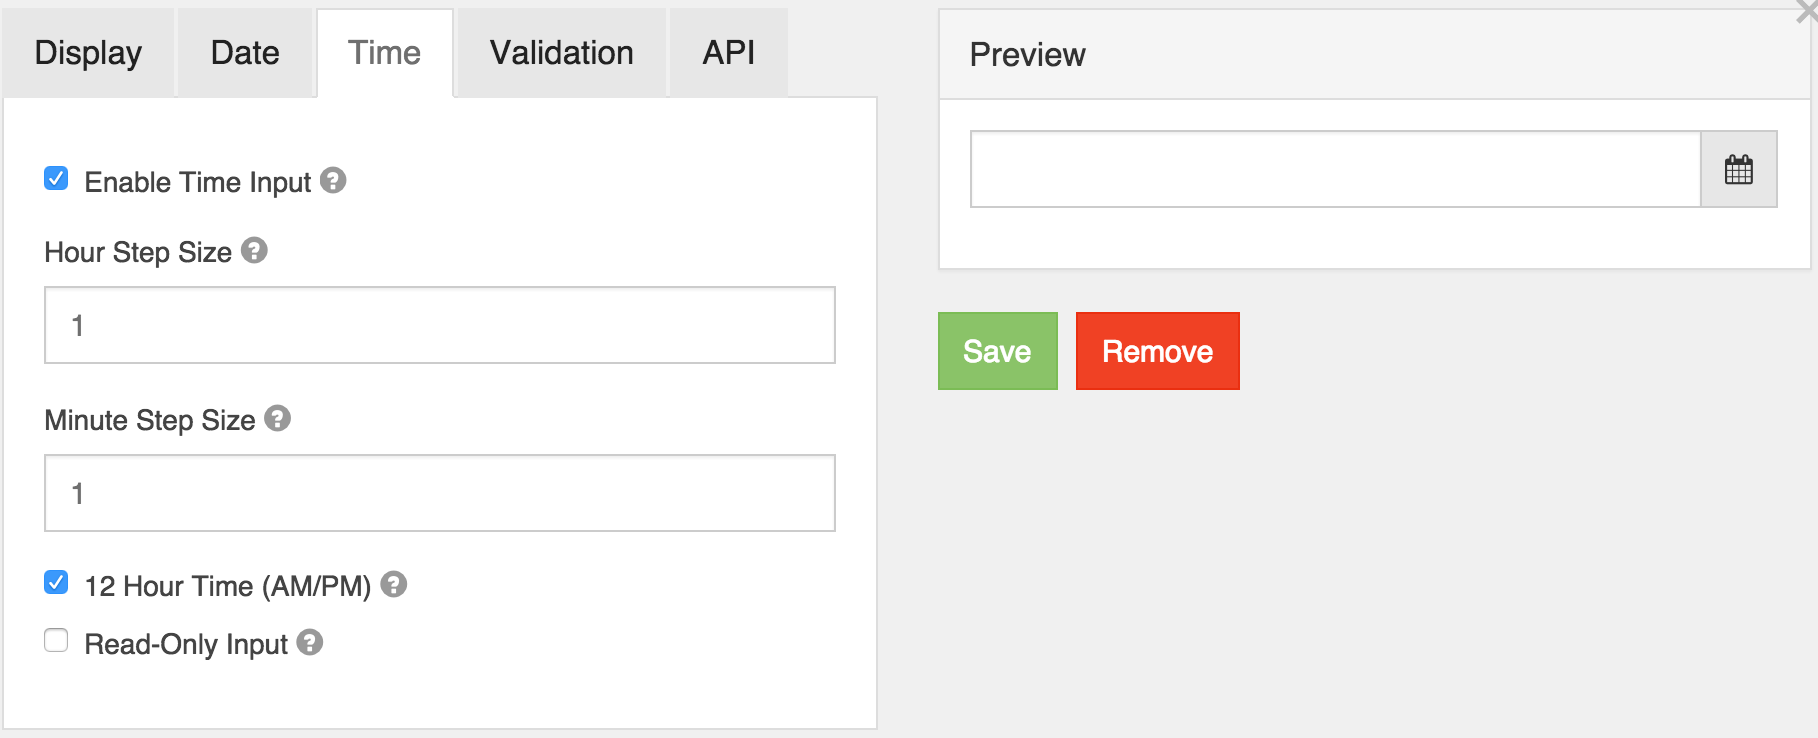 Display Date Time Validation API
Enable Time Input ?
Hour Step Size ?
1
Minute Step Size ?
1
12 Hour Time (AM/PM) ?
Read-Only Input ?
Preview
Save Remove